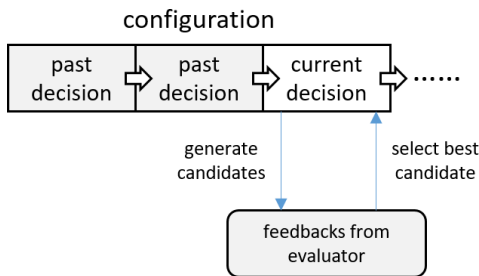 configuration
past
decision
past
decision
current
decision
......
generate
candidates
select best
candidate
feedbacks from
evaluator